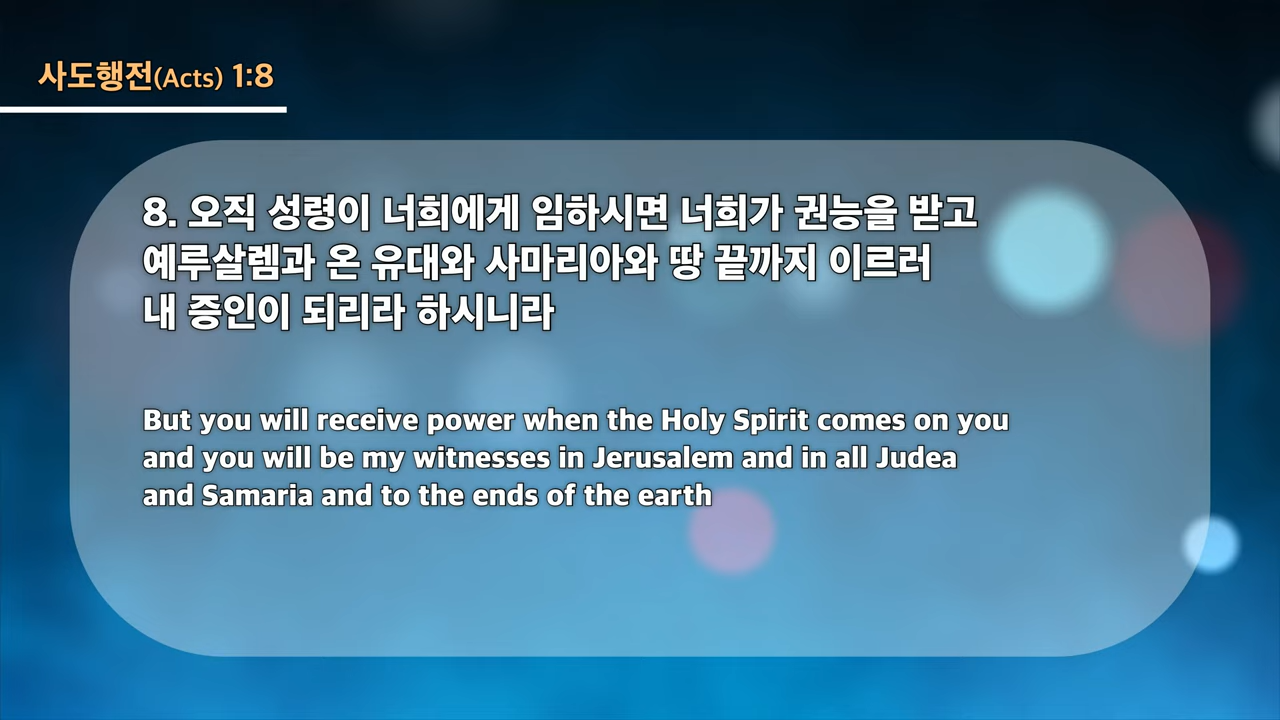 사도행전(Acts) 1:8
8. 오직 성령이 너희에게 임하시면 너희가 권능을 받고
예루살렘과 온 유대와 사마리아와 땅 끝까지 이르러
내 증인이 되리라 하시니라
But you will receive power when the Holy Spirit comes on you
and you will be my witnesses in Jerusalem and in all Judea
and Samaria and to the ends of the earth